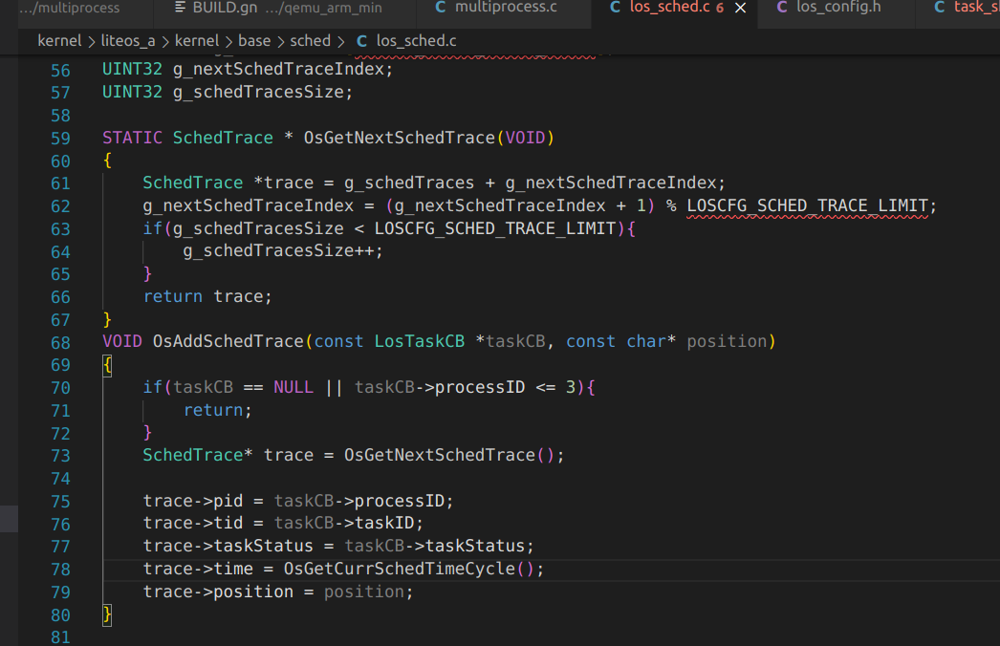 .../multiprocess
BUILD.gn .../qemu_arm_min
C multiprocess.c
C los_sched.c 6
C los_config.h
C
kernel > liteos_a > kernel > base > sched > C los_sched.c
56 UINT32 g_nextSchedTraceIndex;
57 UINT32 g_schedTracesSize;
58
59 STATIC SchedTrace * OsGetNextSchedTrace(VOID)
60 {
61     SchedTrace *trace = g_schedTraces + g_nextSchedTraceIndex;
62     g_nextSchedTraceIndex = (g_nextSchedTraceIndex + 1) % LOSCFG_SCHED_TRACE_LIMIT;
63     if(g_schedTracesSize < LOSCFG_SCHED_TRACE_LIMIT){
64         g_schedTracesSize++;
65     }
66     return trace;
67 }
68 VOID OsAddSchedTrace(const LosTaskCB *taskCB, const char* position)
69 {
70     if(taskCB == NULL || taskCB->processID <= 3){
71         return;
72     }
73     SchedTrace* trace = OsGetNextSchedTrace();
74
75     trace->pid = taskCB->processID;
76     trace->tid = taskCB->taskID;
77     trace->taskStatus = taskCB->taskStatus;
78     trace->time = OsGetCurrSchedTimeCycle();
79     trace->position = position;
80 }
81